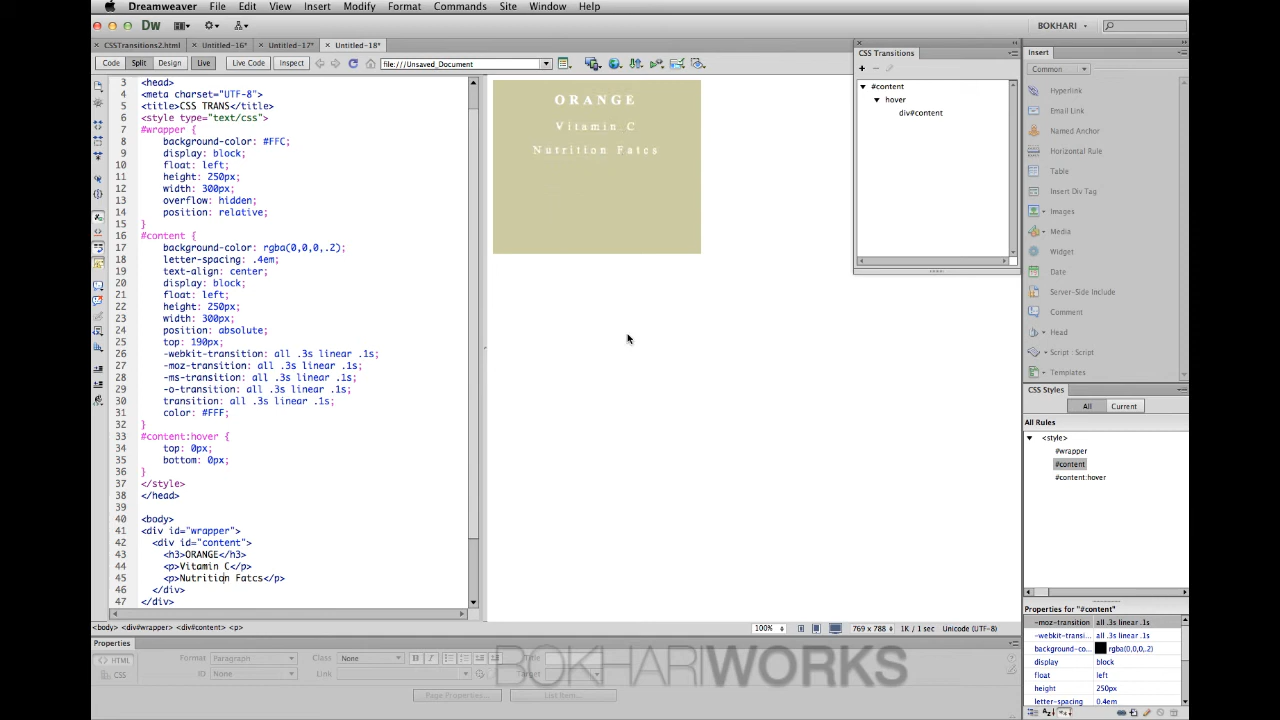 Dreamweaver File Edit View Insert Modify Format Commands Site Window Help
Dw BOKHARI
CSSTransitions2.html Untitled-16* Untitled-17* Untitled-18*
Code Split Design Live Live Code Inspect file:///Unsaved_Document
3 <head>
4 <meta charset="UTF-8">
5 <title>CSS TRANS</title>
6 <style type="text/css">
7 #wrapper {
8 background-color: #FFC;
9 display: block;
10 float: left;
11 height: 250px;
12 width: 300px;
13 overflow: hidden;
14 position: relative;
15 }
16 #content {
17 background-color: rgba(0,0,0,.2);
18 letter-spacing: .4em;
19 text-align: center;
20 display: block;
21 float: left;
22 height: 250px;
23 width: 300px;
24 position: absolute;
25 top: 190px;
26 -webkit-transition: all .3s linear .1s;
27 -moz-transition: all .3s linear .1s;
28 -ms-transition: all .3s linear .1s;
29 -o-transition: all .3s linear .1s;
30 transition: all .3s linear .1s;
31 color: #FFF;
32 }
33 #content:hover {
34 top: 0px;
35 bottom: 0px;
36 }
37 </style>
38 </head>
39
40 <body>
41 <div id="wrapper">
42 <div id="content">
43 <h3>ORANGE</h3>
44 <p>Vitamin C</p>
45 <p>Nutrition Fatcs</p>
46 </div>
47 </div>
ORANGE
Vitamin C
Nutrition Fatcs
CSS Transitions
#content
hover
div#content
Insert
Common
Hyperlink
Email Link
Named Anchor
Horizontal Rule
Table
Insert Div Tag
Images
Media
Widget
Date
Server-Side Include
Comment
Head
Script : Script
Templates
CSS Styles
All Current
All Rules
<style>
#wrapper
#content
#content:hover
Properties for "#content"
-moz-transition all .3s linear .1s
-webkit-transi... all .3s linear .1s
background-co... rgba(0,0,0,.2)
display block
float left
height 250px
letter-spacing 0.4em
<body> <div#wrapper> <div#content> <p> 100% 769 x 788 1K / 1 sec Unicode (UTF-8)
Properties
HTML Format Paragraph Class None B I Title
CSS ID None Link Target
Page Properties... List Item...
BOKHARIWORKS